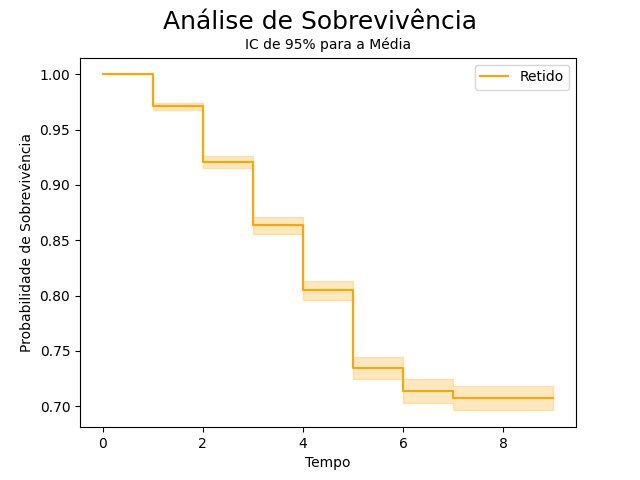 Análise de Sobrevivência
IC de 95% para a Média
Retido
1.00
0.95
0.90
0.85
0.80
0.75
0.70
Probabilidade de Sobrevivência
0 2 4 6 8
Tempo